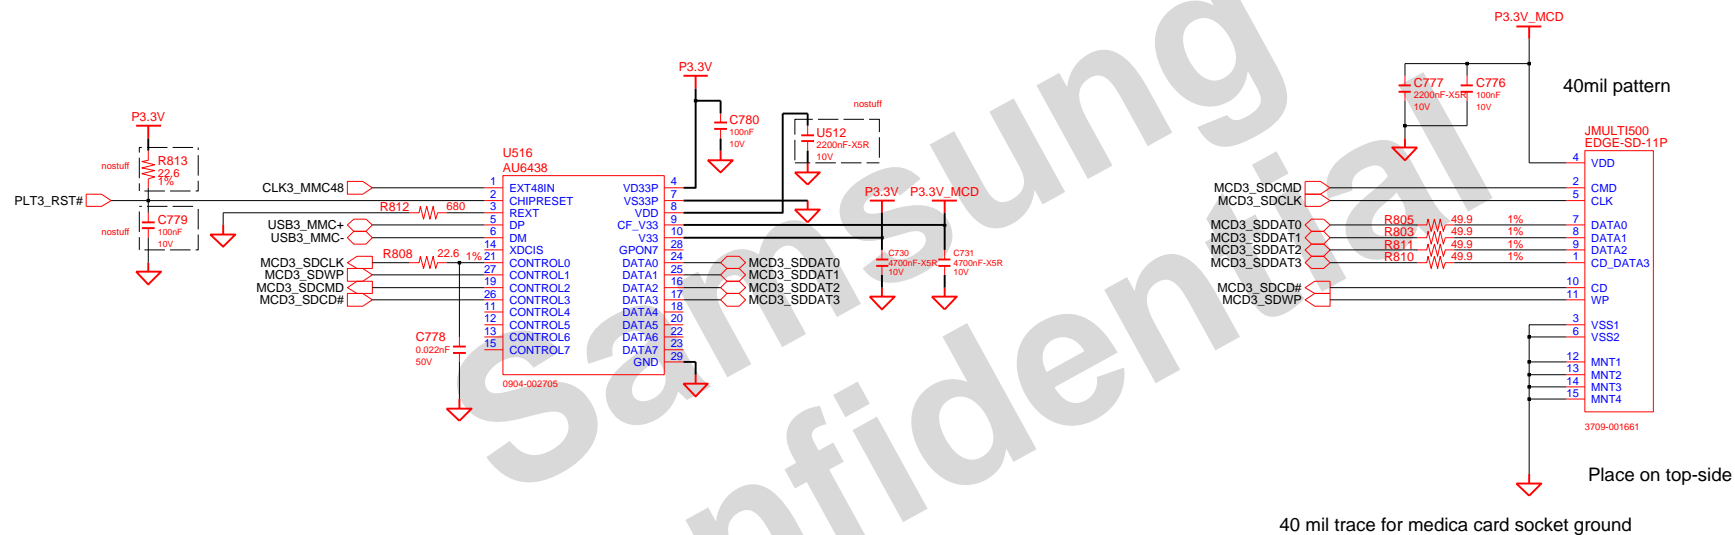 Samsung
Confidential
P3.3V
nostuff
R813
22.6
1%
PLT3_RST#
nostuff
C779
100nF
10V
CLK3_MMC48
R812 680
USB3_MMC+
USB3_MMC-
MCD3_SDCLK
R808 22.6 1%
MCD3_SDWP
MCD3_SDCMD
MCD3_SDCD#
C778
0.022nF
50V
U516
AU6438
1 EXT48IN
2 CHIPRESET
3 REXT
5 DP
6 DM
14 XDCIS
21 CONTROL0
27 CONTROL1
19 CONTROL2
26 CONTROL3
11 CONTROL4
12 CONTROL5
13 CONTROL6
15 CONTROL7
VD33P 4
VS33P 7
VDD 8
CF_V33 9
V33 10
GPON7 28
DATA0 24
DATA1 25
DATA2 16
DATA3 17
DATA4 18
DATA5 20
DATA6 22
DATA7 23
GND 29
0904-002705
P3.3V
C780
100nF
10V
nostuff
U512
2200nF-X5R
10V
P3.3V
P3.3V_MCD
C730
4700nF-X5R
10V
C731
4700nF-X5R
10V
MCD3_SDDAT0
MCD3_SDDAT1
MCD3_SDDAT2
MCD3_SDDAT3
P3.3V_MCD
C777
2200nF-X5R
10V
C776
100nF
10V
40mil pattern
JMULTI500
EDGE-SD-11P
4 VDD
MCD3_SDCMD 2 CMD
MCD3_SDCLK 5 CLK
MCD3_SDDAT0 R805 49.9 1% 7 DATA0
MCD3_SDDAT1 R803 49.9 1% 8 DATA1
MCD3_SDDAT2 R811 49.9 1% 9 DATA2
MCD3_SDDAT3 R810 49.9 1% 1 CD_DATA3
MCD3_SDCD# 10 CD
MCD3_SDWP 11 WP
3 VSS1
6 VSS2
12 MNT1
13 MNT2
14 MNT3
15 MNT4
3709-001661
Place on top-side
40 mil trace for medica card socket ground